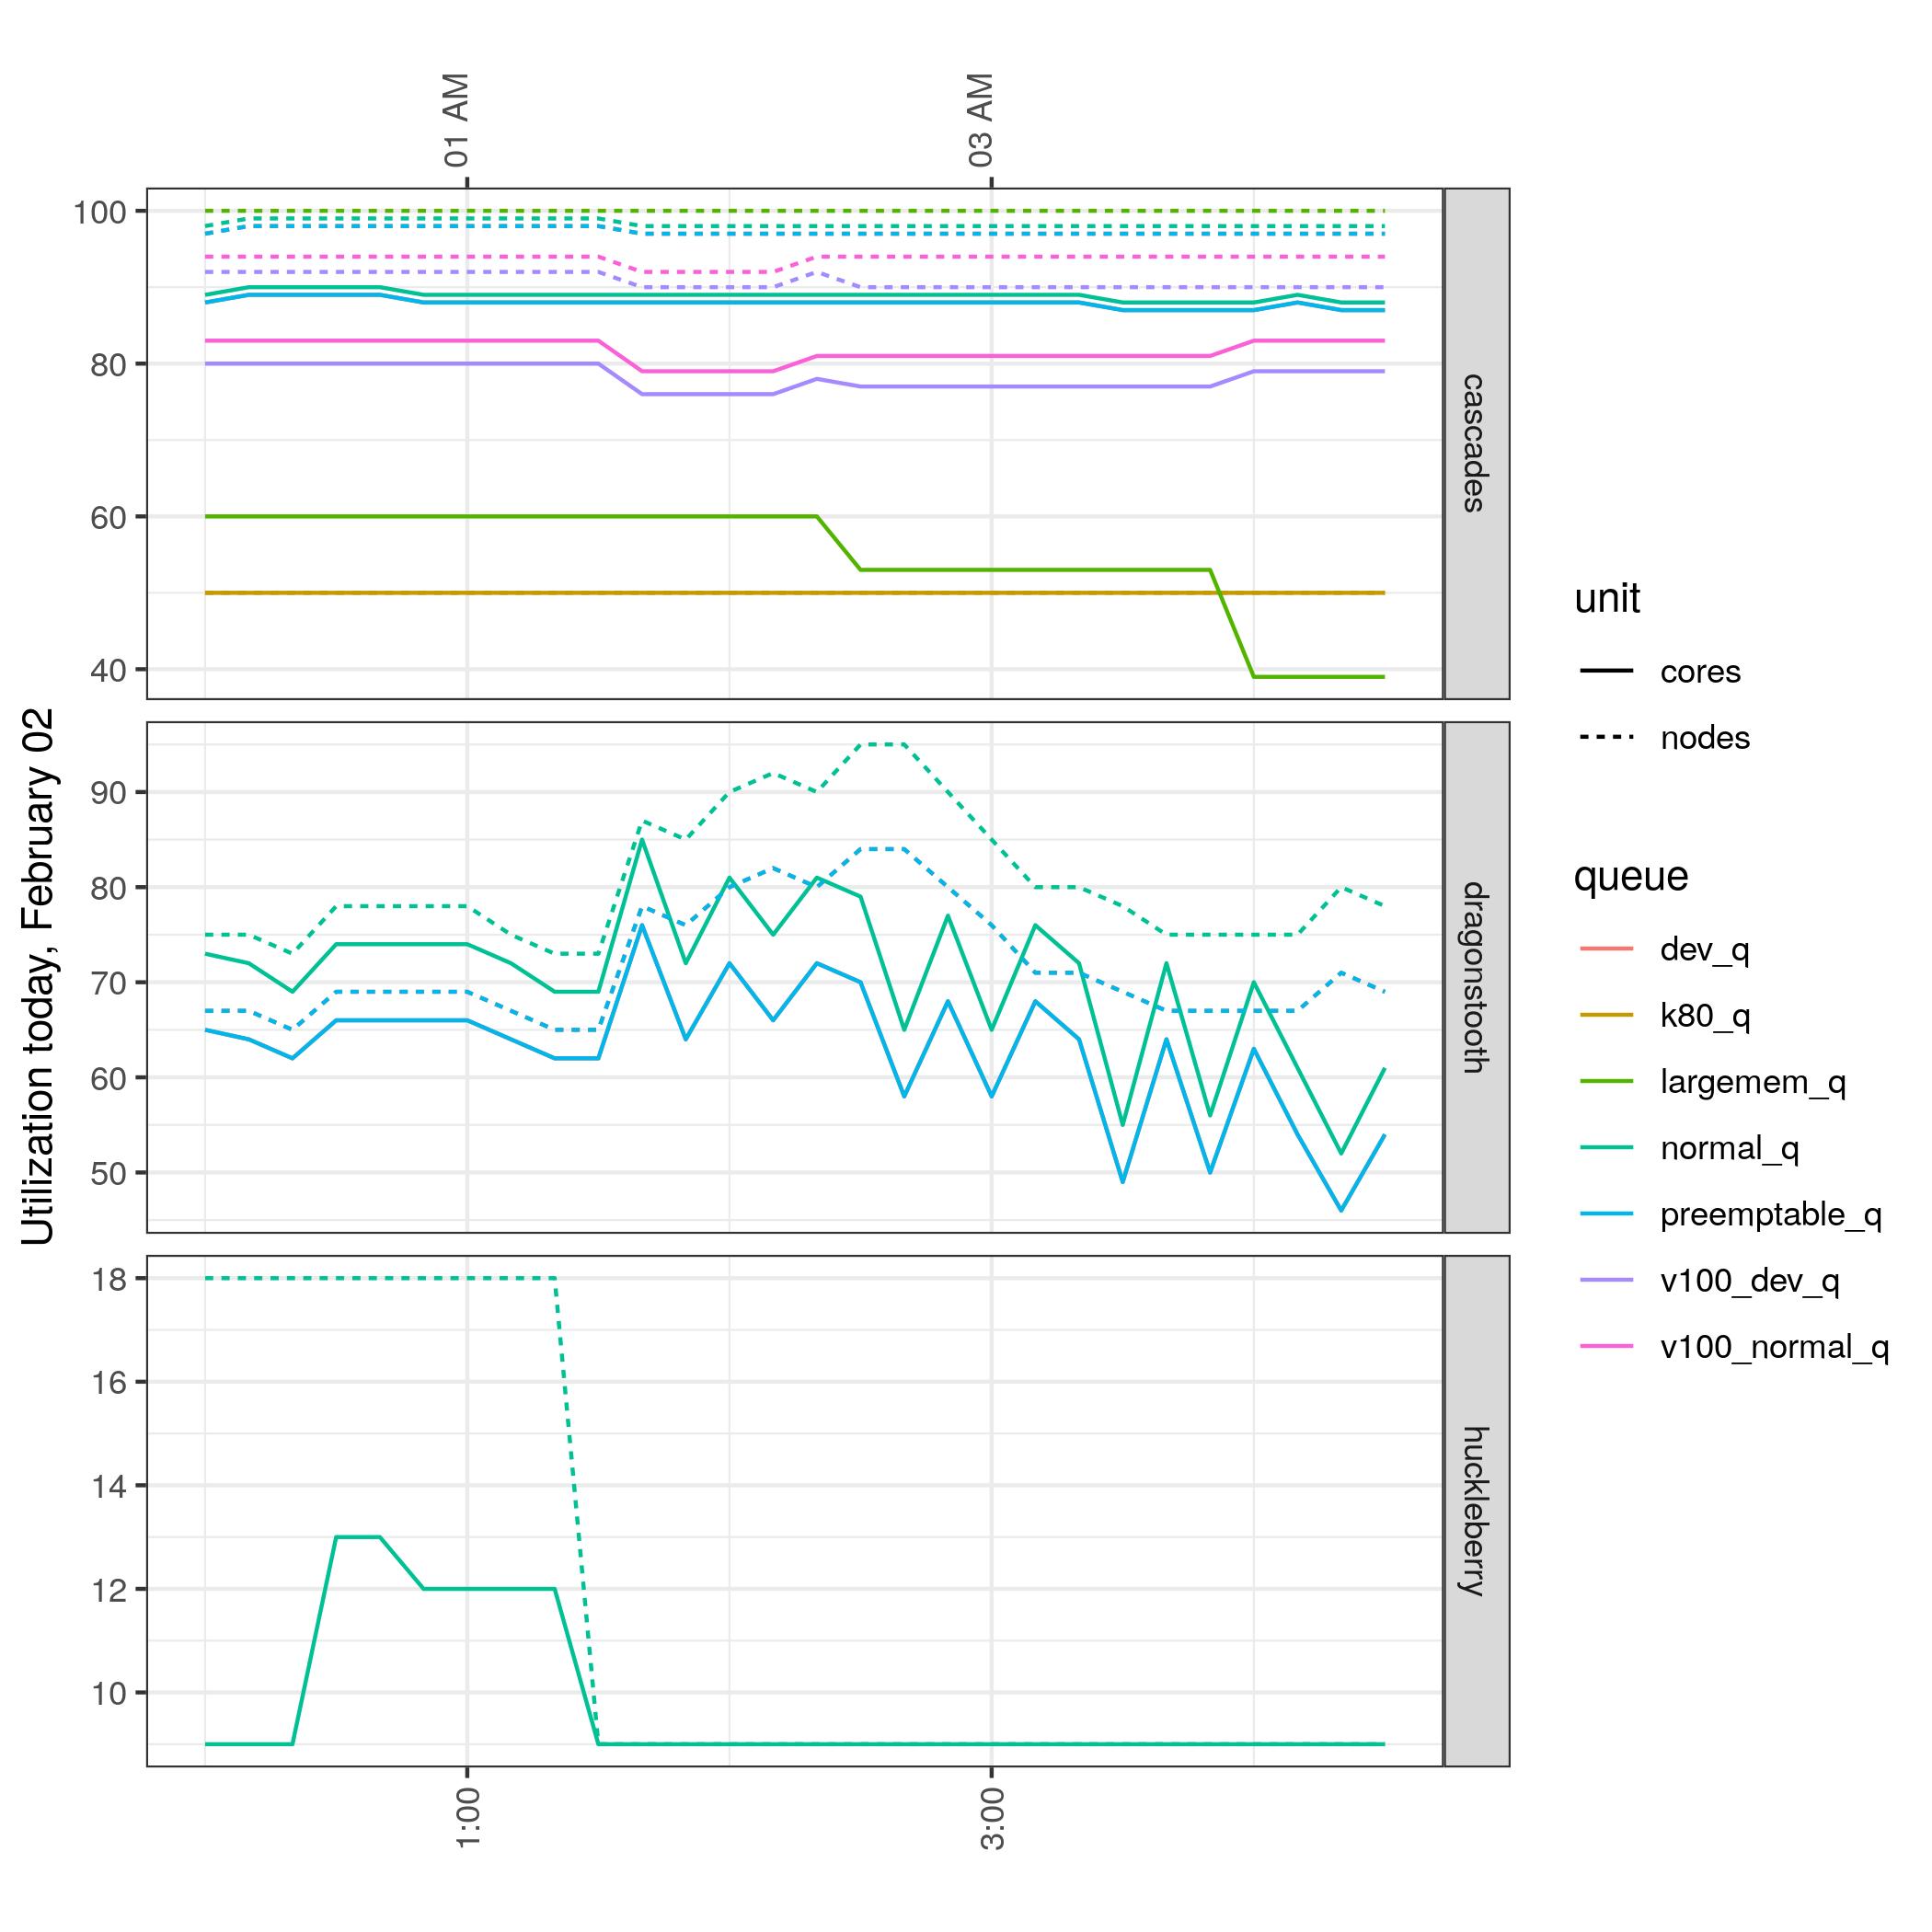 01 AM
03 AM
100
80
60
40
cascades
90
80
70
60
50
dragonstooth
18
16
14
12
10
huckleberry
1:00
3:00
Utilization today, February 02
unit
cores
nodes
queue
dev_q
k80_q
largemem_q
normal_q
preemptable_q
v100_dev_q
v100_normal_q